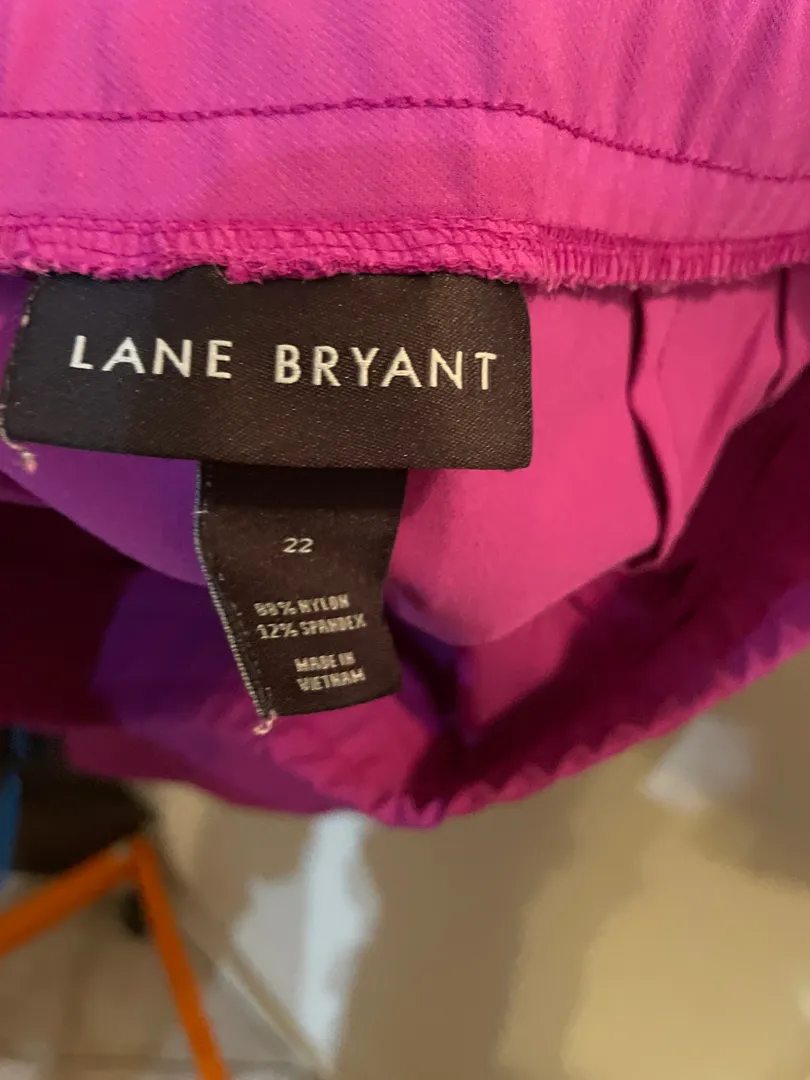 LANE BRYANT
22
88% NYLON
12% SPANDEX
MADE IN
VIETNAM